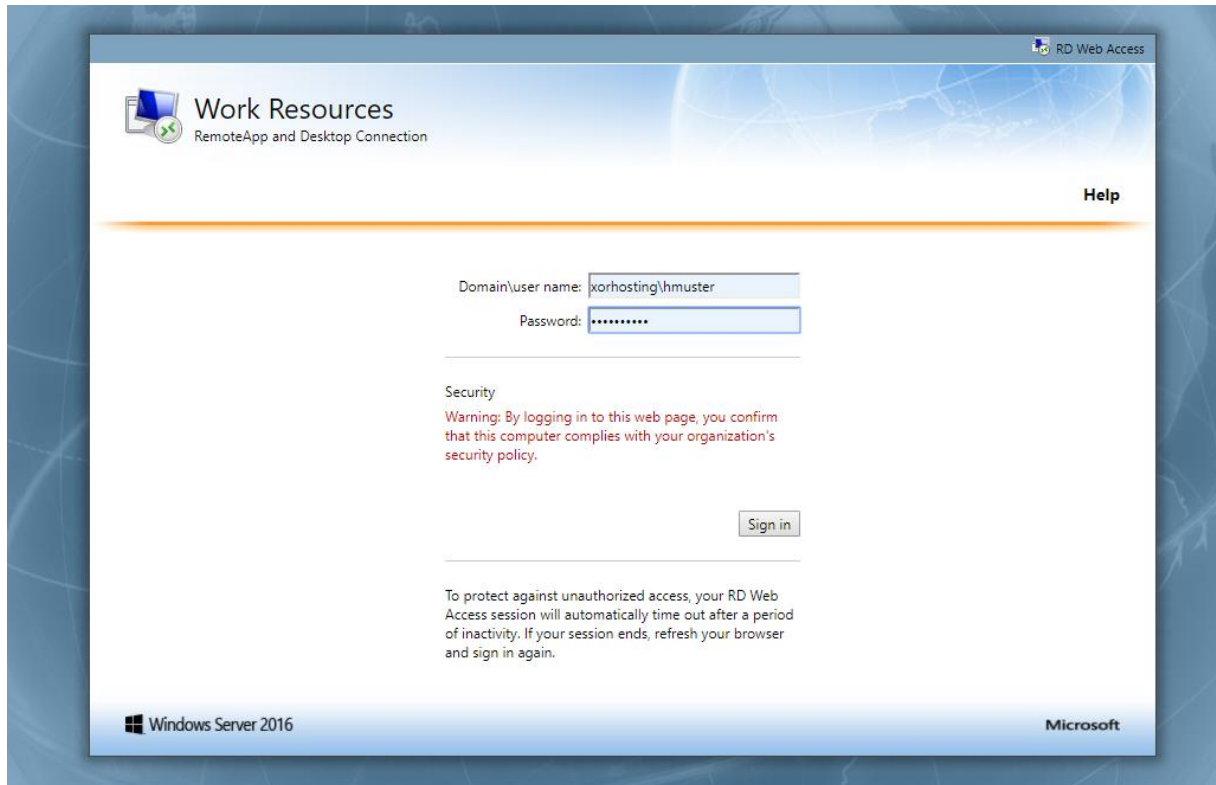 RD Web Access
Work Resources
RemoteApp and Desktop Connection
Help
Domain\user name: xorhosting\hmuster
Password: ••••••••••
Security
Warning: By logging in to this web page, you confirm
that this computer complies with your organization's
security policy.
Sign in
To protect against unauthorized access, your RD Web
Access session will automatically time out after a period
of inactivity. If your session ends, refresh your browser
and sign in again.
Windows Server 2016
Microsoft